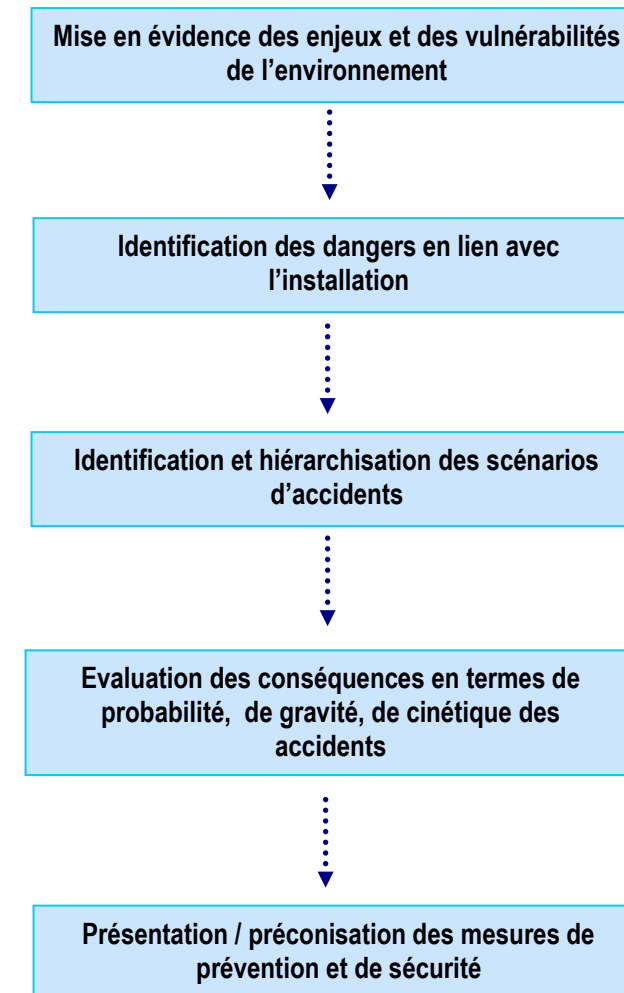 Mise en évidence des enjeux et des vulnérabilités
de l’environnement
Identification des dangers en lien avec
l’installation
Identification et hiérarchisation des scénarios
d’accidents
Evaluation des conséquences en termes de
probabilité,  de gravité, de cinétique des
accidents
Présentation / préconisation des mesures de
prévention et de sécurité